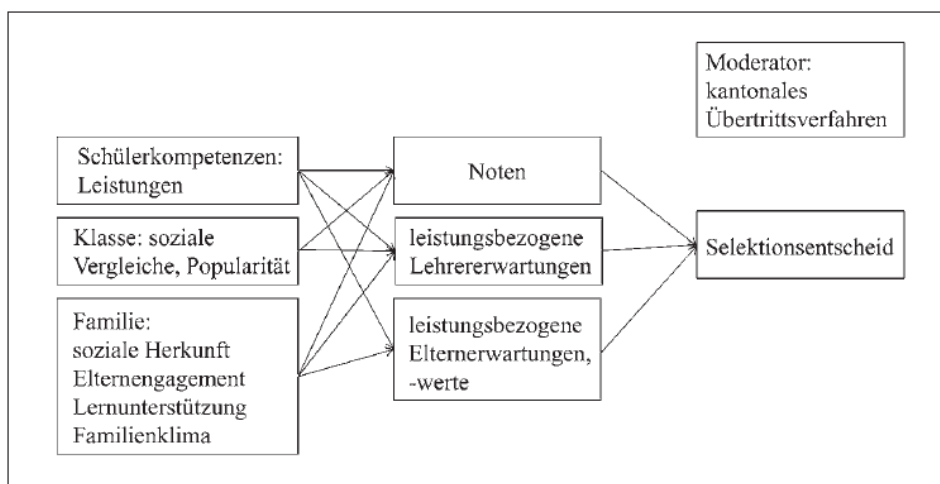 Moderator:
kantonales
Übertrittsverfahren
Schülerkompetenzen:
Leistungen
Noten
Klasse: soziale
Vergleiche, Popularität
leistungsbezogene
Lehrererwartungen
Selektionsentscheid
Familie:
soziale Herkunft
Elternengagement
Lernunterstützung
Familienklima
leistungsbezogene
Elternerwartungen,
-werte